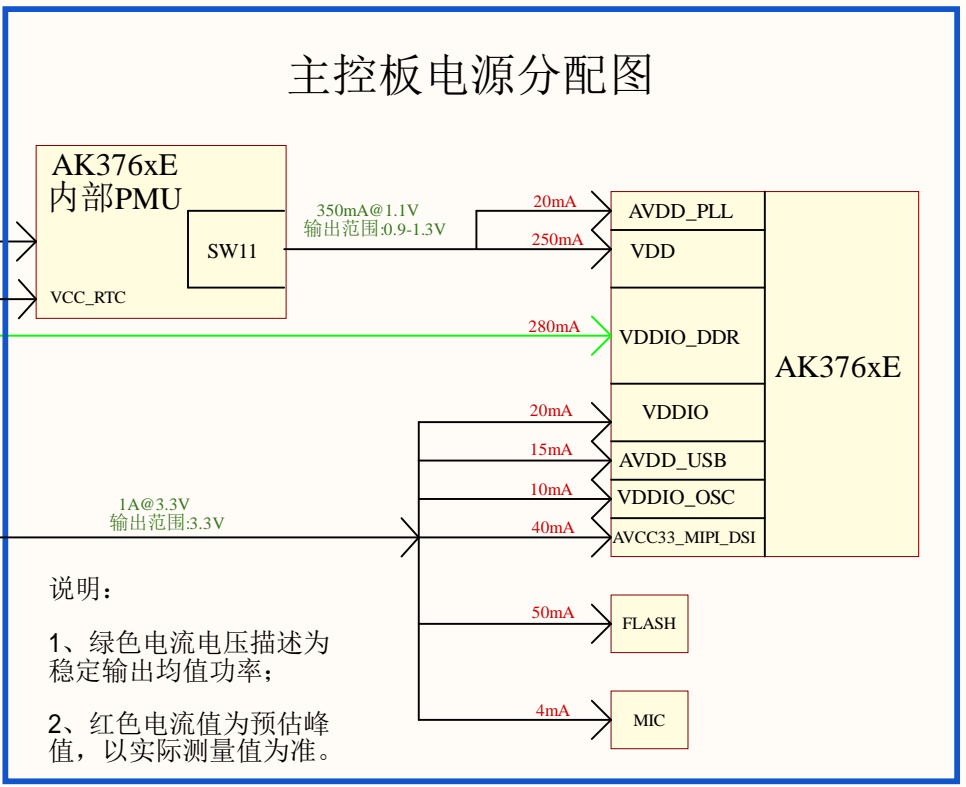 主控板电源分配图
AK376xE
内部PMU
SW11
VCC_RTC
350mA@1.1V
输出范围:0.9-1.3V
20mA
AVDD_PLL
250mA
VDD
280mA
VDDIO_DDR
AK376xE
20mA
VDDIO
15mA
AVDD_USB
10mA
VDDIO_OSC
40mA
AVCC33_MIPI_DSI
1A@3.3V
输出范围:3.3V
50mA
FLASH
4mA
MIC
说明：
1、绿色电流电压描述为
稳定输出均值功率；
2、红色电流值为预估峰
值，以实际测量值为准。